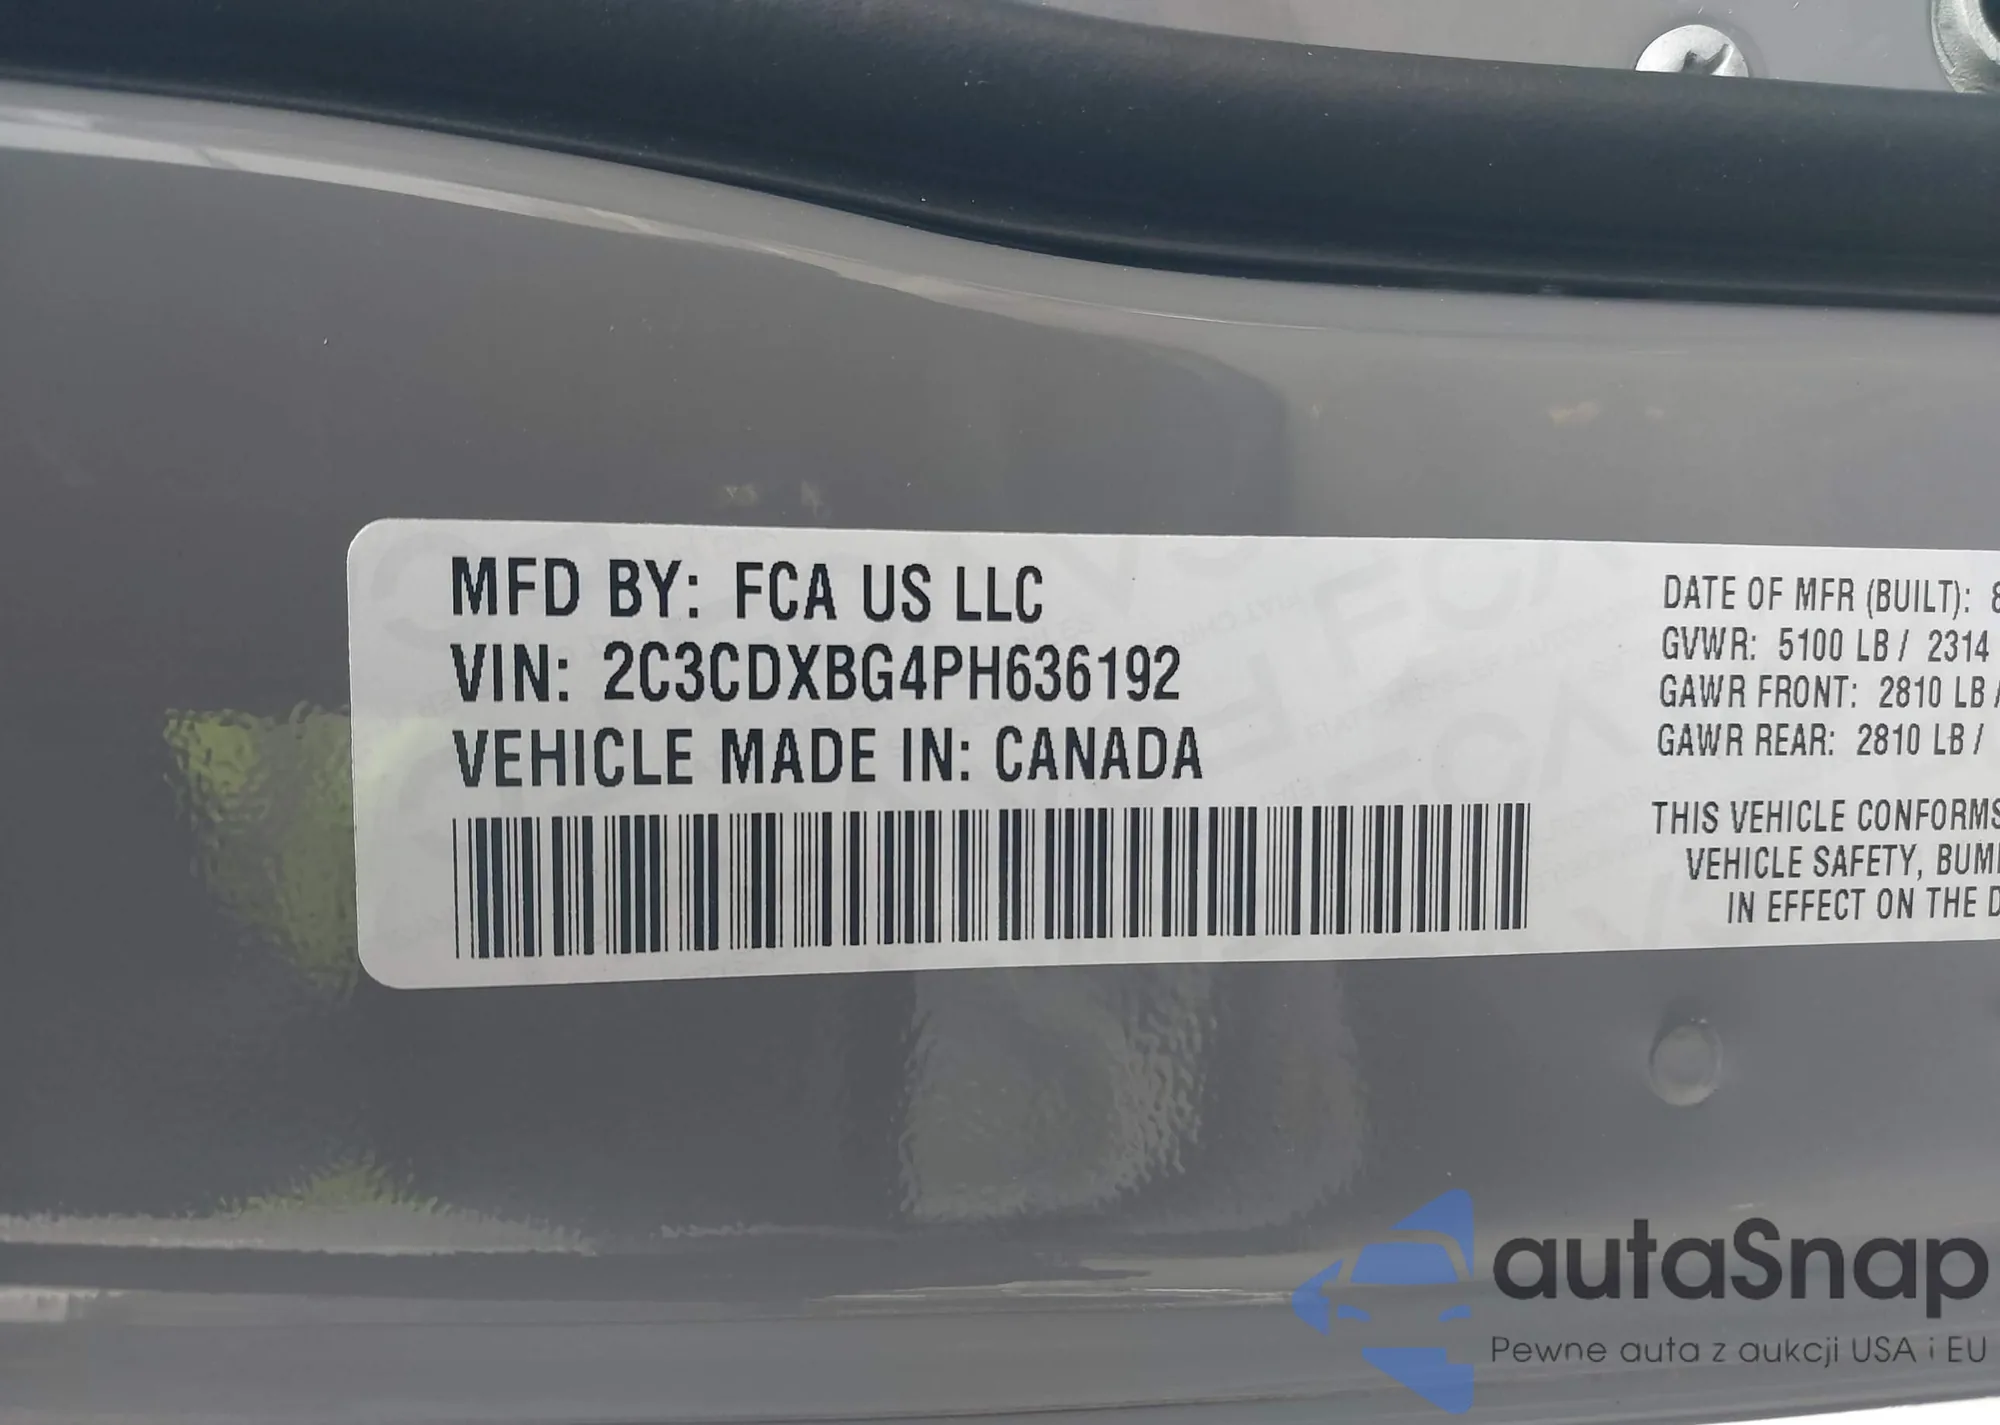 MFD BY: FCA US LLC
VIN: 2C3CDXBG4PH636192
VEHICLE MADE IN: CANADA
DATE OF MFR (BUILT): 8
GVWR: 5100 LB / 2314
GAWR FRONT: 2810 LB /
GAWR REAR: 2810 LB /
THIS VEHICLE CONFORMS
VEHICLE SAFETY,
IN EFFECT ON THE
autaSnap
Pewne auta z aukcji USA i EU